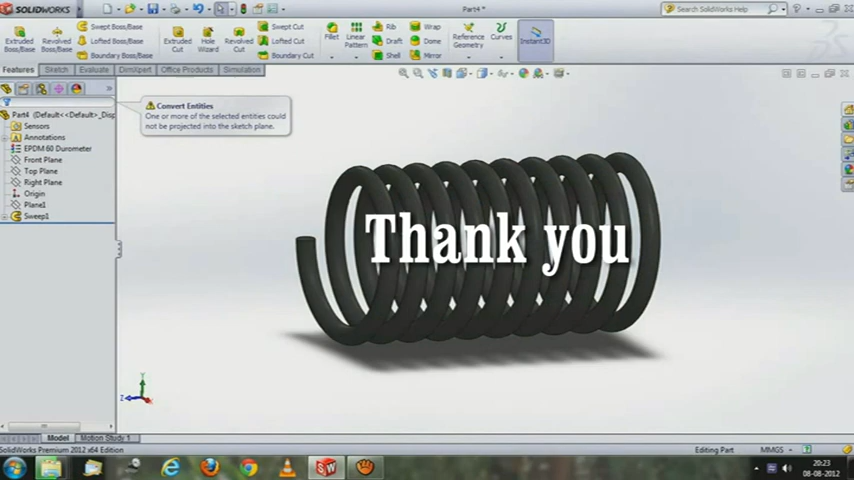 SOLIDWORKS
Part4 *
Search SolidWorks Help
Extruded Boss/Base
Revolved Boss/Base
Swept Boss/Base
Lofted Boss/Base
Boundary Boss/Base
Extruded Cut
Hole Wizard
Revolved Cut
Swept Cut
Lofted Cut
Boundary Cut
Fillet
Linear Pattern
Rib
Draft
Shell
Wrap
Dome
Mirror
Reference Geometry
Curves
Instant3D
Features
Sketch
Evaluate
DimXpert
Office Products
Simulation
Convert Entities
One or more of the selected entities could
not be projected into the sketch plane.
Part4 (Default<<Default>_Disp
Sensors
Annotations
EPDM 60 Durometer
Front Plane
Top Plane
Right Plane
Origin
Plane1
Sweep1
Thank you
Y
Z
Model
Motion Study 1
SolidWorks Premium 2012 x64 Edition
Editing Part
MMGS
20:23
08-08-2012